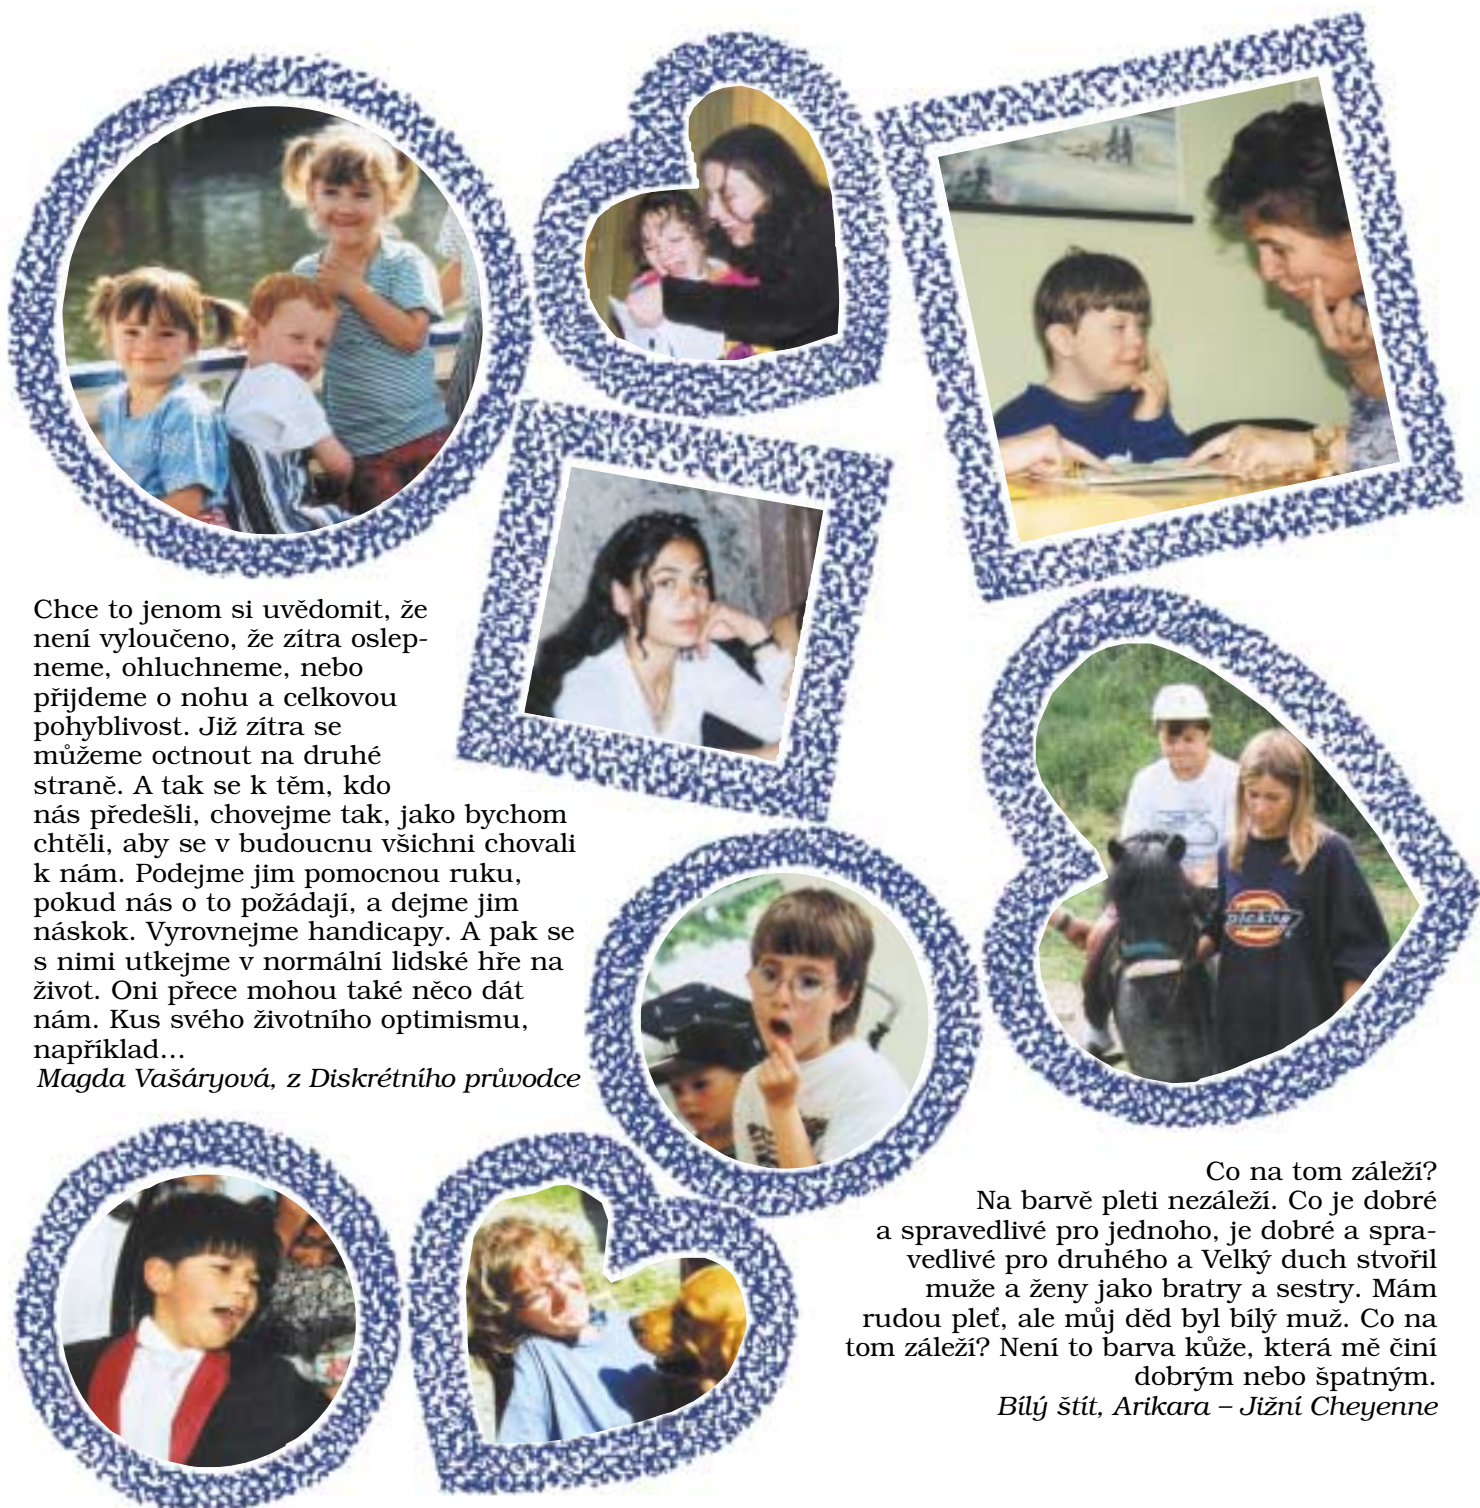 Chce to jenom si uvědomit, že
není vyloučeno, že zítra oslep-
neme, ohluchneme, nebo
přijdeme o nohu a celkovou
pohyblivost. Již zítra se
můžeme octnout na druhé
straně. A tak se k těm, kdo
nás předešli, chovejme tak, jako bychom
chtěli, aby se v budoucnu všichni chovali
k nám. Podejme jim pomocnou ruku,
pokud nás o to požádají, a dejme jim
náskok. Vyrovnejme handicapy. A pak se
s nimi utkejme v normální lidské hře na
život. Oni přece mohou také něco dát
nám. Kus svého životního optimismu,
například...
Magda Vašáryová, z Diskrétního průvodce
Co na tom záleží?
Na barvě pleti nezáleží. Co je dobré
a spravedlivé pro jednoho, je dobré a spra-
vedlivé pro druhého a Velký duch stvořil
muže a ženy jako bratry a sestry. Mám
rudou pleť, ale můj děd byl bílý muž. Co na
tom záleží? Není to barva kůže, která mě činí
dobrým nebo špatným.
Bílý štít, Arikara – Jižní Cheyenne